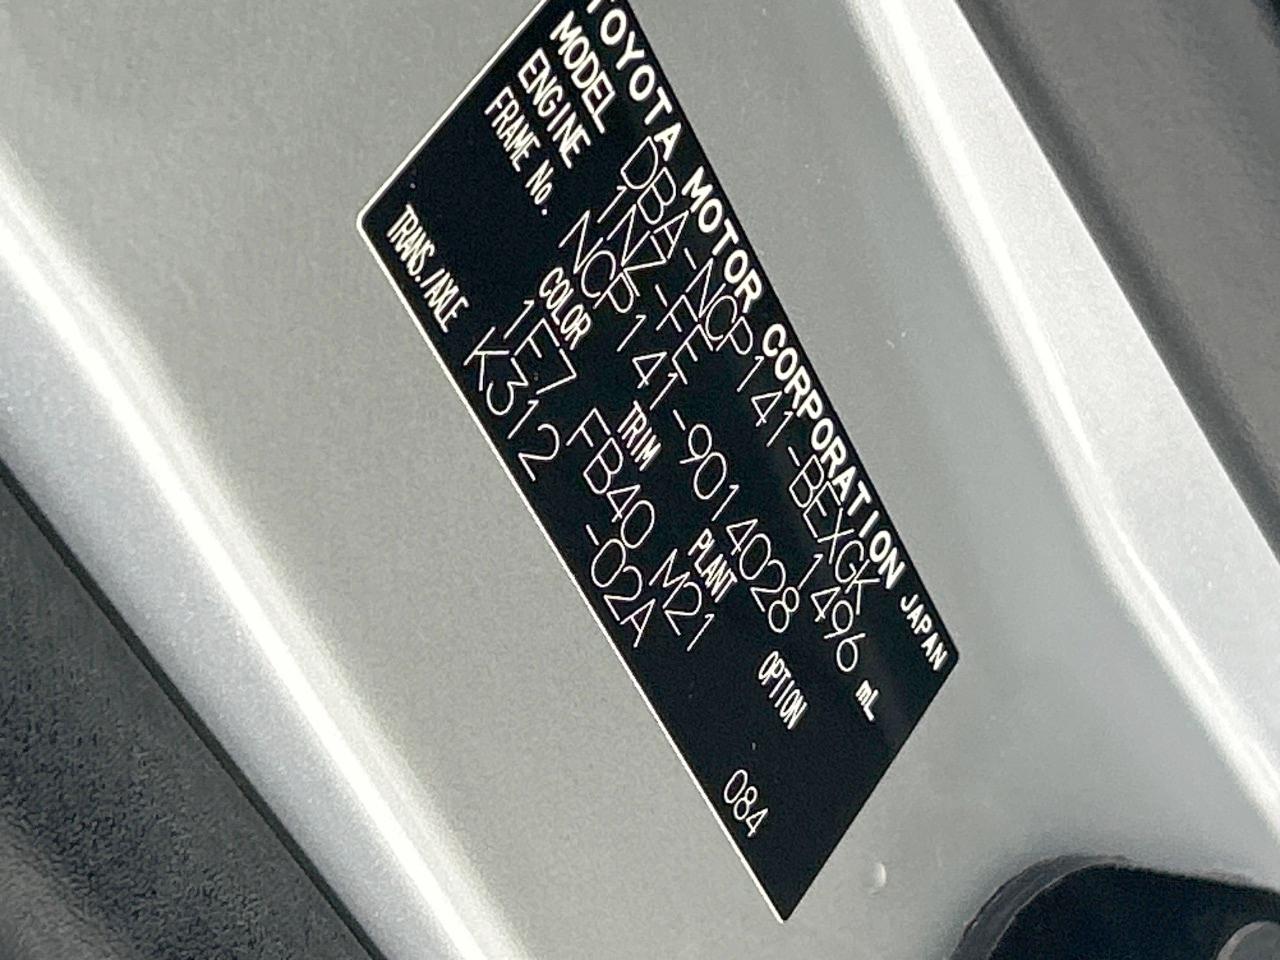 TOYOTA MOTOR CORPORATION JAPAN
MODEL DBA-NCP141-BEXGK
ENGINE 1NZ-FE 1496 mL
FRAME No. NCP141-9014028
COLOR TRIM PLANT OPTION
1E7 FB40 M21
TRANS./AXLE K312 -02A
084